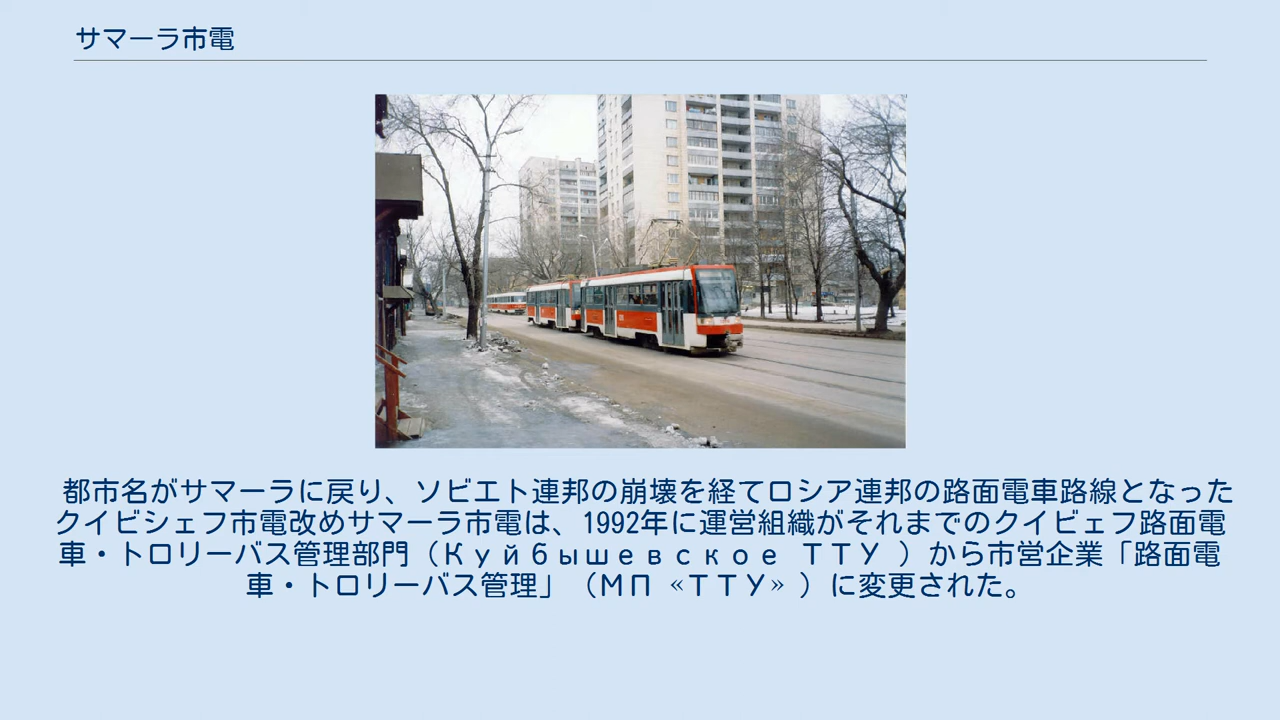 サマーラ市電
都市名がサマーラに戻り、ソビエト連邦の崩壊を経てロシア連邦の路面電車路線となった
クイビシェフ市電改めサマーラ市電は、1992年に運営組織がそれまでのクイビェフ路面電
車・トロリーバス管理部門（Куйбышевское ТТУ ）から市営企業「路面電
車・トロリーバス管理」（МП «ТТУ» ）に変更された。